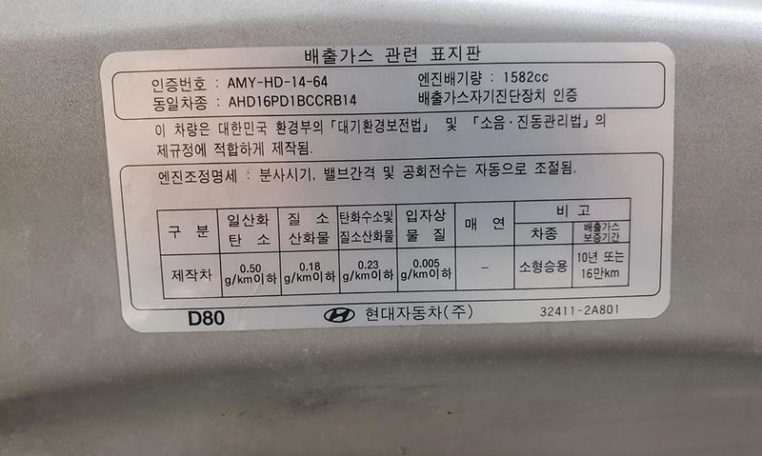 배출가스 관련 표지판
인증번호 : AMY-HD-14-64 엔진배기량 : 1582cc
동일차종 : AHD16PD1BCCRB14 배출가스자기진단장치 인증
이 차량은 대한민국 환경부의 「대기환경보전법」 및 「소음·진동관리법」의
제규정에 적합하게 제작됨.
엔진조정명세 : 분사시기, 밸브간격 및 공회전수는 자동으로 조절됨.
구 분 일산화 탄 소 질 소 산화물 탄화수소및 질소산화물 입자상 물 질 매 연 비 고
차종 배출가스 보증기간
제작차 0.50 g/km이하 0.18 g/km이하 0.23 g/km이하 0.005 g/km이하 - 소형승용 10년 또는 16만km
D80 현대자동차(주) 32411-2A801